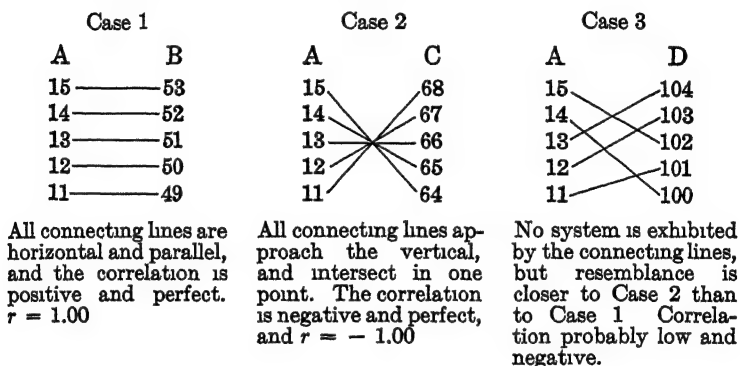 Case 1
A B
15 53
14 52
13 51
12 50
11 49
All connecting lines are
horizontal and parallel,
and the correlation is
positive and perfect.
r = 1.00
Case 2
A C
15 68
14 67
13 66
12 65
11 64
All connecting lines ap-
proach the vertical,
and intersect in one
point. The correlation
is negative and perfect,
and r = - 1.00
Case 3
A D
15 104
14 103
13 102
12 101
11 100
No system is exhibited
by the connecting lines,
but resemblance is
closer to Case 2 than
to Case 1 Correla-
tion probably low and
negative.